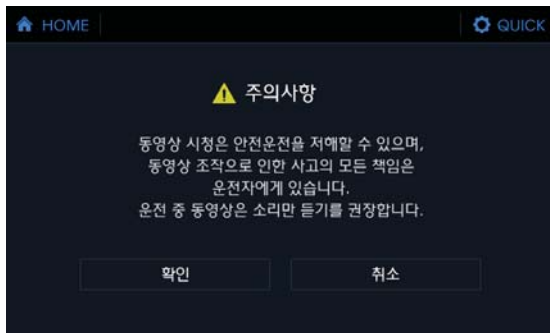 HOME
QUICK
주의사항
동영상 시청은 안전운전을 저해할 수 있으며,
동영상 조작으로 인한 사고의 모든 책임은
운전자에게 있습니다.
운전 중 동영상은 소리만 듣기를 권장합니다.
확인
취소